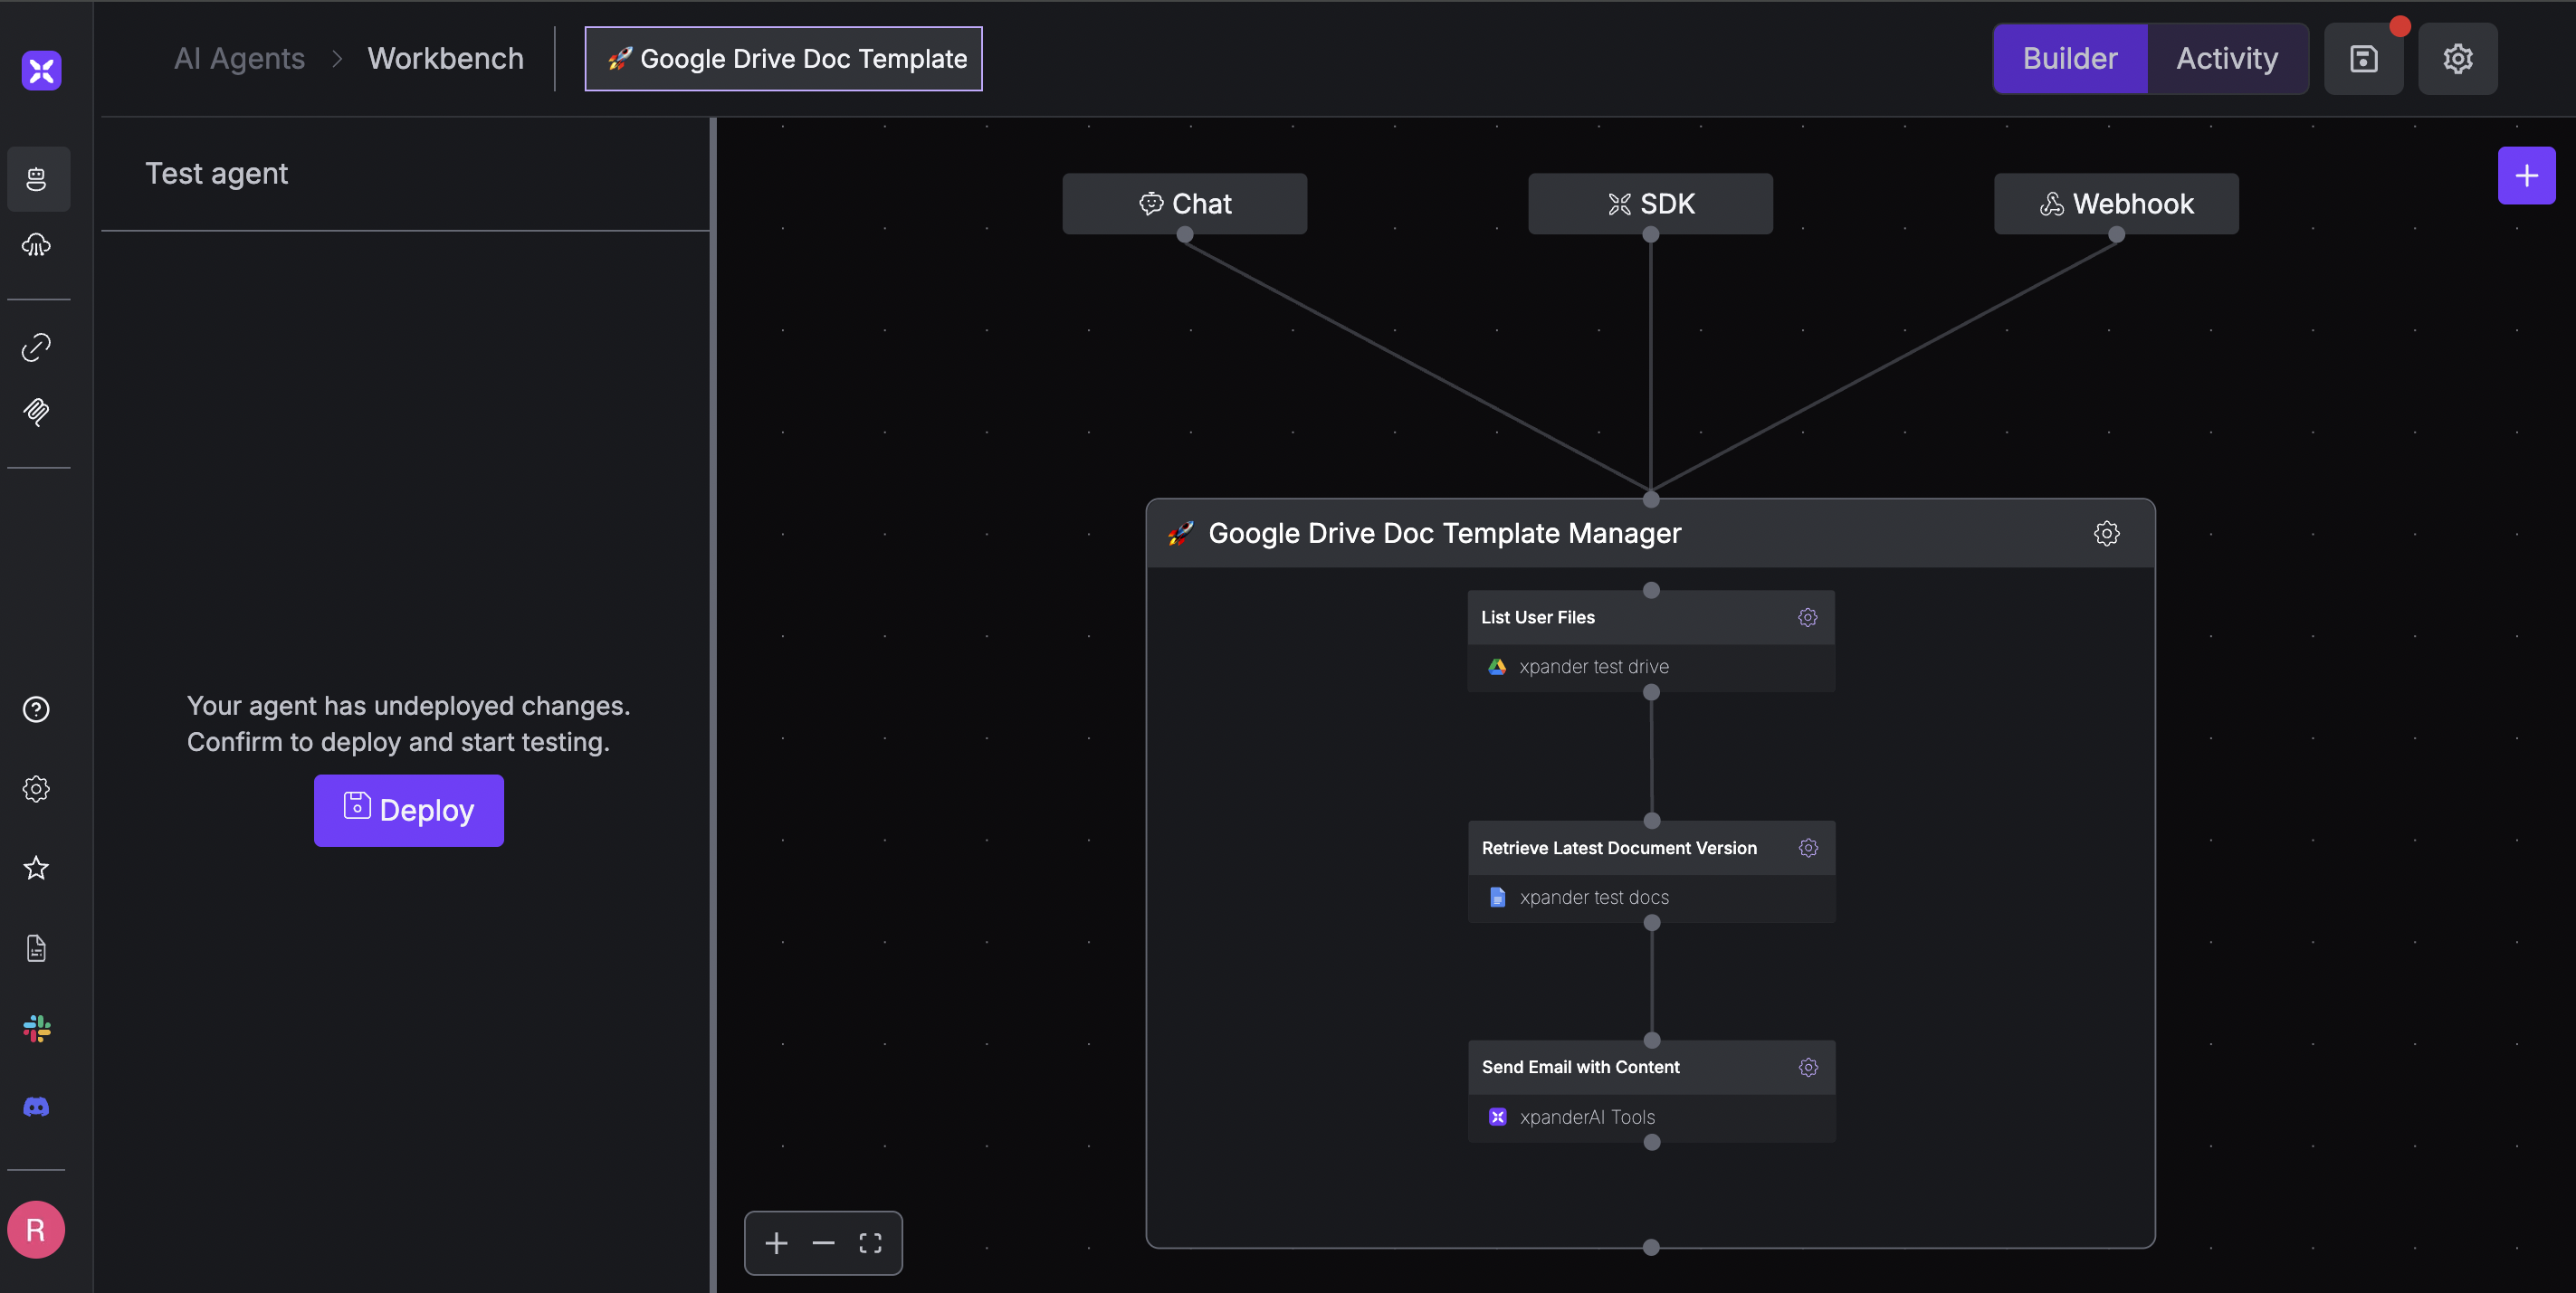 AI Agents > Workbench
🚀 Google Drive Doc Template
Builder
Activity
Test agent
Chat
SDK
Webhook
🚀 Google Drive Doc Template Manager
List User Files
xpander test drive
Your agent has undeployed changes.
Confirm to deploy and start testing.
Deploy
Retrieve Latest Document Version
xpander test docs
Send Email with Content
xpanderAI Tools
R